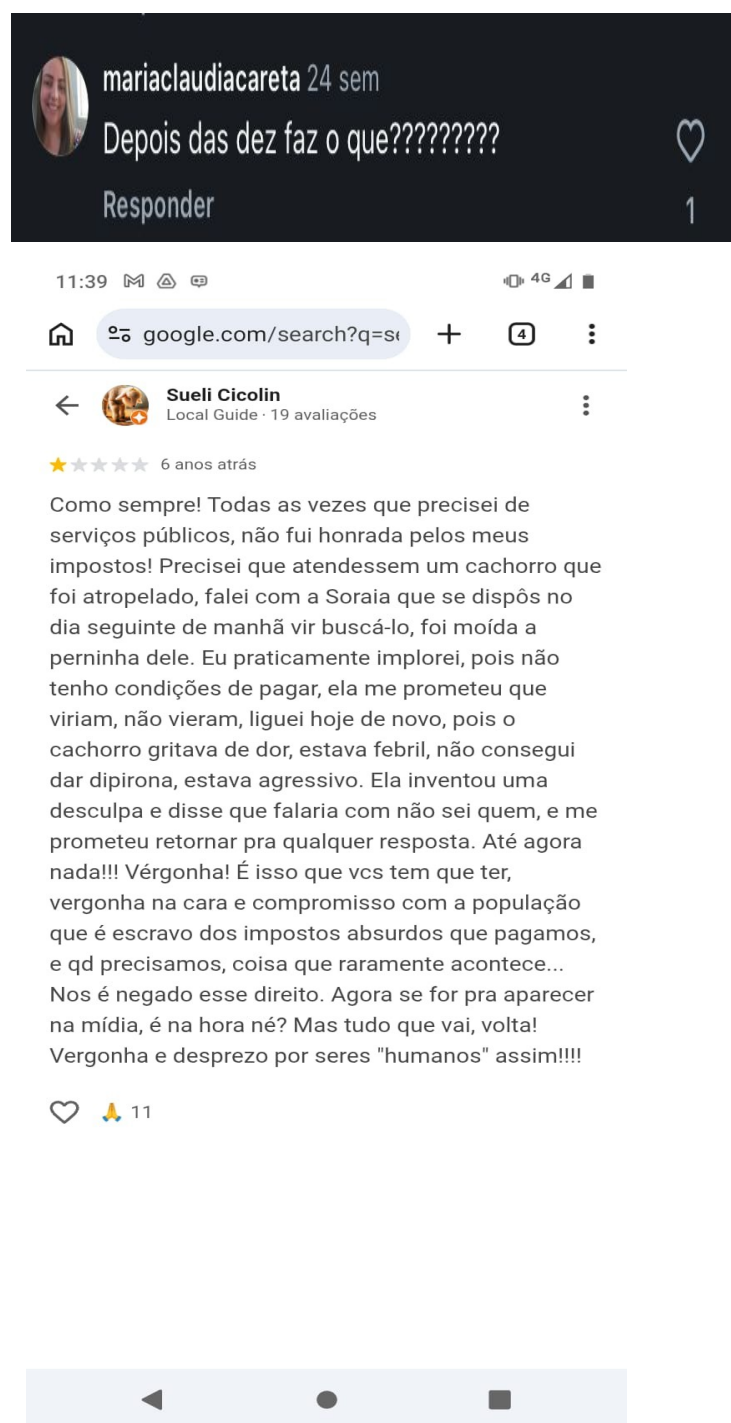 mariaclaudiacareta 24 sem
Depois das dez faz o que?????????
Responder
1
11:39
4G
google.com/search?q=se
4
Sueli Cicolin
Local Guide · 19 avaliações
6 anos atrás
Como sempre! Todas as vezes que precisei de
serviços públicos, não fui honrada pelos meus
impostos! Precisei que atendessem um cachorro que
foi atropelado, falei com a Soraia que se dispôs no
dia seguinte de manhã vir buscá-lo, foi moída a
perninha dele. Eu praticamente implorei, pois não
tenho condições de pagar, ela me prometeu que
viriam, não vieram, liguei hoje de novo, pois o
cachorro gritava de dor, estava febril, não consegui
dar dipirona, estava agressivo. Ela inventou uma
desculpa e disse que falaria com não sei quem, e me
prometeu retornar pra qualquer resposta. Até agora
nada!!! Vérgonha! É isso que vcs tem que ter,
vergonha na cara e compromisso com a população
que é escravo dos impostos absurdos que pagamos,
e qd precisamos, coisa que raramente acontece...
Nos é negado esse direito. Agora se for pra aparecer
na mídia, é na hora né? Mas tudo que vai, volta!
Vergonha e desprezo por seres "humanos" assim!!!!
🙏 11